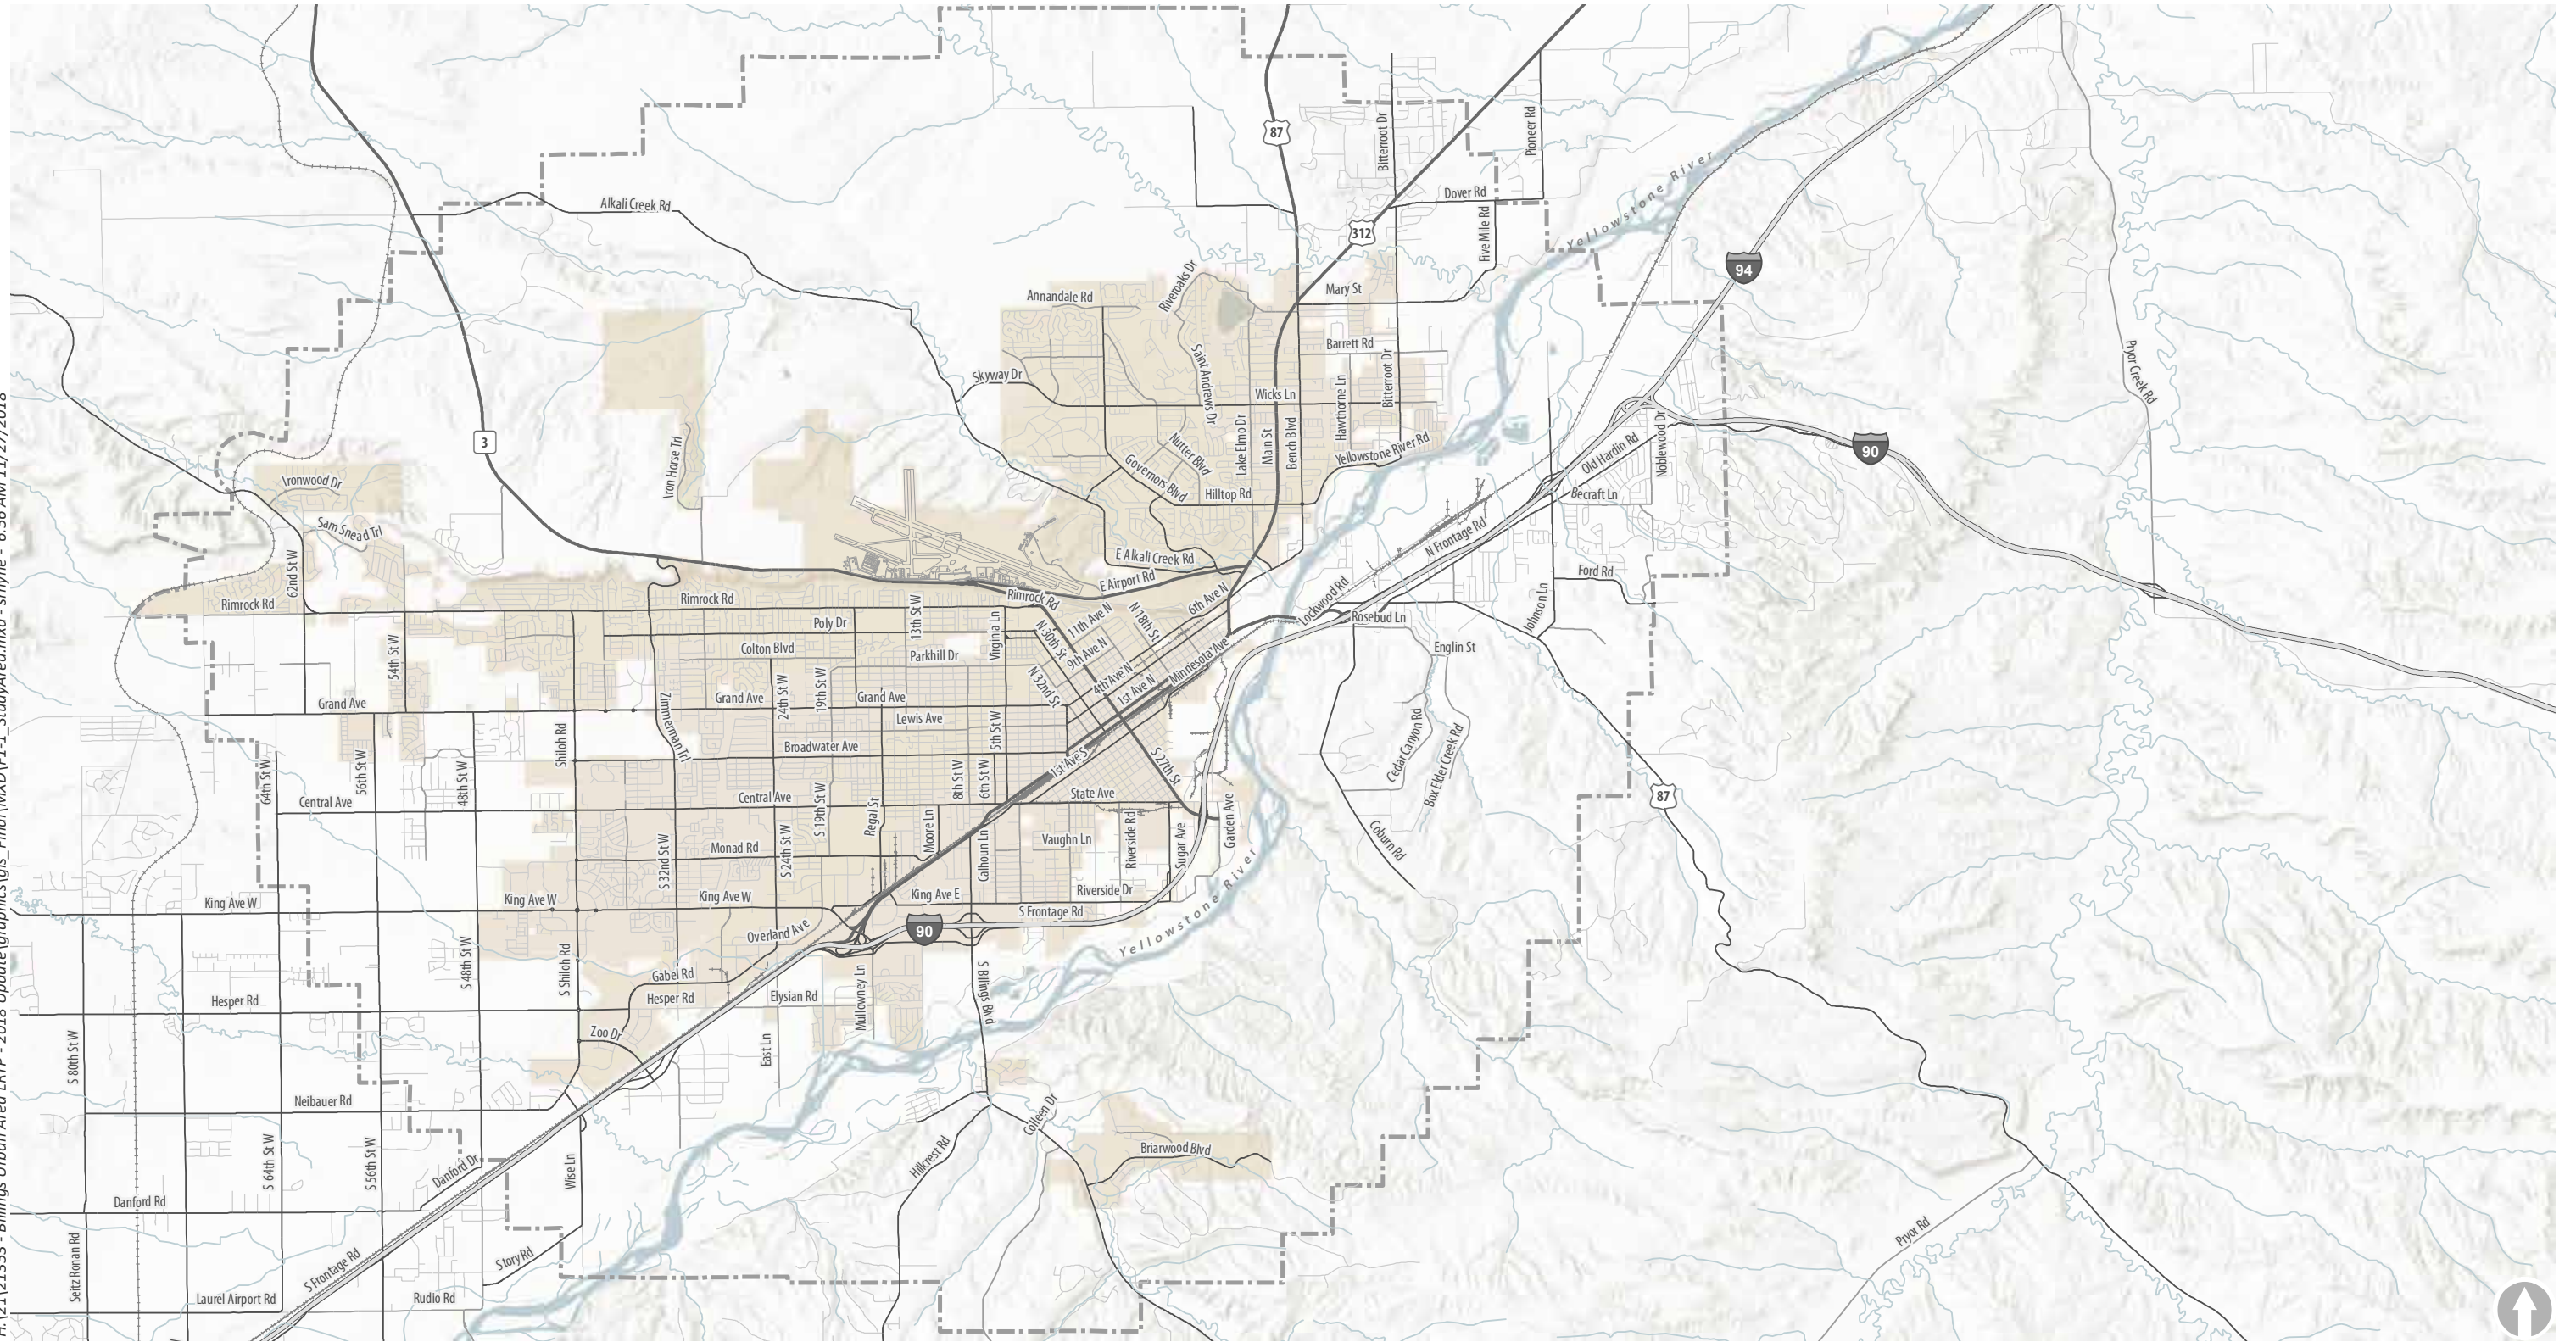 87
Bitterroot Dr
Pioneer Rd
Yellowstone River
Dover Rd
Alkali Creek Rd
312
Five Mile Rd
94
Riveroaks Dr
Annandale Rd
Mary St
Barrett Rd
Saint Andrews Dr
Skyway Dr
Bitterroot Dr
Pryor Creek Rd
Wicks Ln
Hawthorne Ln
Lake Elmo Dr
Main St
Bench Blvd
Nutter Blvd
Governors Blvd
Yellowstone River Rd
Old Hardin Rd
Noblewood Dr
90
3
Iron Horse Trl
Ironwood Dr
Hilltop Rd
Becraft Ln
Sam Snead Trl
N Frontage Rd
E Alkali Creek Rd
62nd St W
E Airport Rd
Ford Rd
Rimrock Rd
Rimrock Rd
Rimrock Rd
6th Ave N
Lockwood Rd
Johnson Ln
13th St W
11th Ave N
N 18th St
Poly Dr
Rosebud Ln
N 30th St
Virginia Ln
9th Ave N
Colton Blvd
Parkhill Dr
Englin St
54th St W
Minnesota Ave
4th Ave N
N 32nd St
1st Ave N
Grand Ave
Zimmerman Trl
Grand Ave
24th St W
19th St W
Grand Ave
Lewis Ave
5th St W
Shiloh Rd
Broadwater Ave
Cedar Canyon Rd
Box Elder Creek Rd
1st Ave S
S 27th St
64th St W
56th St W
48th St W
8th St W
6th St W
Central Ave
Central Ave
State Ave
87
S 19th St W
Regal St
Moore Ln
Riverside Rd
Garden Ave
Sugar Ave
Vaughn Ln
Coburn Rd
Monad Rd
S 32nd St W
S 24th St W
Calhoun Ln
King Ave W
King Ave W
King Ave W
King Ave E
Riverside Dr
S Frontage Rd
Yellowstone River
Overland Ave
90
S 48th St W
S Shiloh Rd
Gabel Rd
Mullowney Ln
S Billings Blvd
Hesper Rd
Hesper Rd
Elysian Rd
Zoo Dr
East Ln
S 80th St W
Neibauer Rd
Colleen Dr
Briarwood Blvd
Hillcrest Rd
S 64th St W
S 56th St W
Danford Dr
Wise Ln
Danford Rd
Pryor Rd
Seitz Ronan Rd
S Frontage Rd
Story Rd
Laurel Airport Rd
Rudio Rd